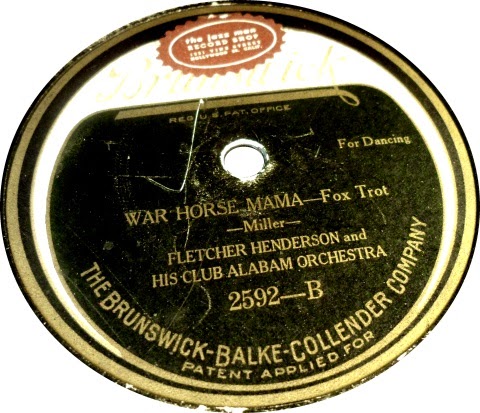 the jazz man
RECORD SHOP
Brunswick
REG. U.S. PAT. OFFICE
For Dancing
WAR HORSE MAMA—Fox Trot
—Miller—
FLETCHER HENDERSON and
HIS CLUB ALABAM ORCHESTRA
2592—B
THE BRUNSWICK-BALKE-COLLENDER COMPANY
PATENT APPLIED FOR